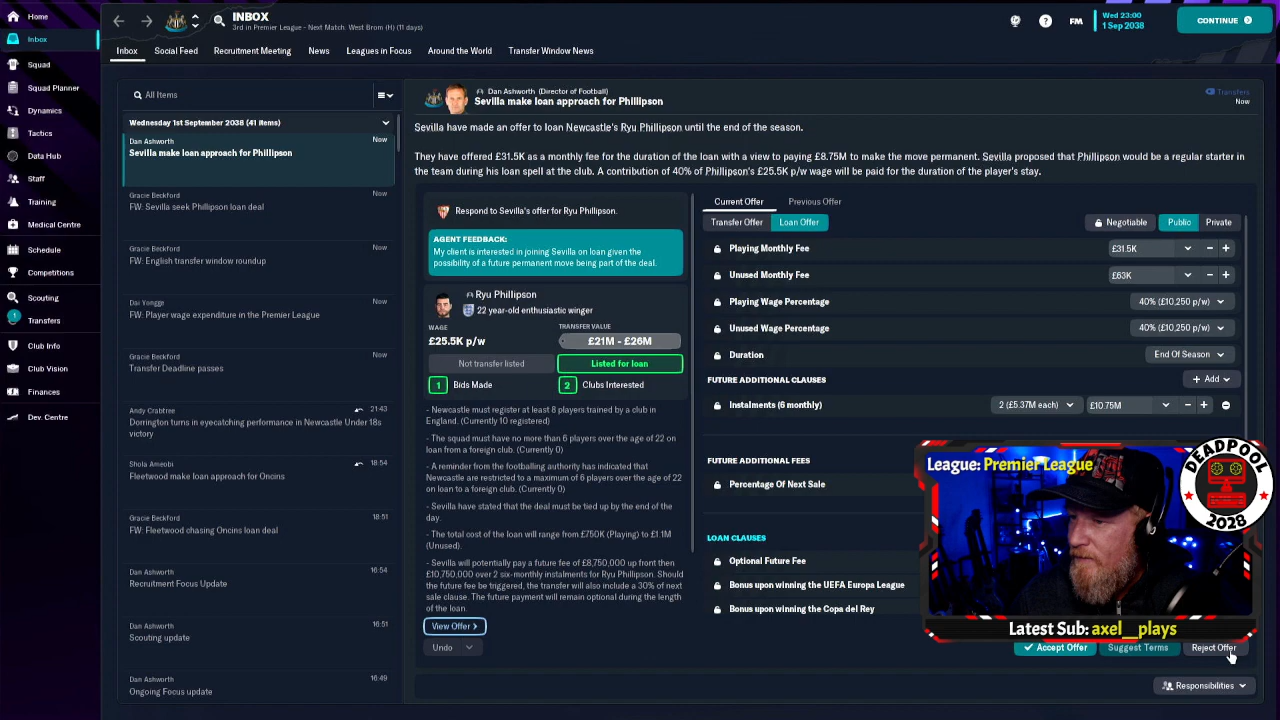 Home
Inbox
Squad
Squad Planner
Dynamics
Tactics
Data Hub
Staff
Training
Medical Centre
Schedule
Competitions
Scouting
1
Transfers
Club Info
Club Vision
Finances
Dev. Centre
INBOX
3rd in Premier League - Next Match: West Brom (H) (11 days)
FM
Wed 23:00
1 Sep 2038
CONTINUE
Inbox
Social Feed
Recruitment Meeting
News
Leagues in Focus
Around the World
Transfer Window News
All Items
Wednesday 1st September 2038 (41 items)
Dan Ashworth
Now
Sevilla make loan approach for Phillipson
Gracie Beckford
Now
FW: Sevilla seek Phillipson loan deal
Gracie Beckford
Now
FW: English transfer window roundup
Dai Yongge
Now
FW: Player wage expenditure in the Premier League
Gracie Beckford
Now
Transfer Deadline passes
Andy Crabtree
21:43
Dorrington turns in eyecatching performance in Newcastle Under 18s
victory
Shola Ameobi
18:54
Fleetwood make loan approach for Oncins
Gracie Beckford
18:51
FW: Fleetwood chasing Oncins loan deal
Dan Ashworth
16:54
Recruitment Focus Update
Dan Ashworth
16:51
Scouting update
Dan Ashworth
16:49
Ongoing Focus update
Dan Ashworth (Director of Football)
Sevilla make loan approach for Phillipson
Transfers
Now
Sevilla have made an offer to loan Newcastle's Ryu Phillipson until the end of the season.
They have offered £31.5K as a monthly fee for the duration of the loan with a view to paying £8.75M to make the move permanent. Sevilla proposed that Phillipson would be a regular starter
in the team during his loan spell at the club. A contribution of 40% of Phillipson's £25.5K p/w wage will be paid for the duration of the player's stay.
Respond to Sevilla's offer for Ryu Phillipson.
AGENT FEEDBACK:
My client is interested in joining Sevilla on loan given the
possibility of a future permanent move being part of the deal.
Ryu Phillipson
22 year-old enthusiastic winger
WAGE
TRANSFER VALUE
£25.5K p/w
£21M - £26M
Not transfer listed
Listed for loan
1 Bids Made
2 Clubs Interested
- Newcastle must register at least 8 players trained by a club in
England. (Currently 10 registered)
- The squad must have no more than 6 players over the age of 22 on
loan from a foreign club. (Currently 0)
- A reminder from the footballing authority has indicated that
Newcastle are restricted to a maximum of 6 players over the age of 22
on loan to a foreign club. (Currently 0)
- Sevilla have stated that the deal must be tied up by the end of the
day.
- The total cost of the loan will range from £750K (Playing) to £1.1M
(Unused).
- Sevilla will potentially pay a future fee of £8,750,000 up front then
£10,750,000 over 2 six-monthly instalments for Ryu Phillipson. Should
the future fee be triggered, the transfer will also include a 30% of next
sale clause. The future payment will remain optional during the length
of the loan.
View Offer
Undo
Current Offer
Previous Offer
Transfer Offer
Loan Offer
Negotiable
Public
Private
Playing Monthly Fee
£31.5K
Unused Monthly Fee
£63K
Playing Wage Percentage
40% (£10,250 p/w)
Unused Wage Percentage
40% (£10,250 p/w)
Duration
End Of Season
FUTURE ADDITIONAL CLAUSES
+ Add
Instalments (6 monthly)
2 (£5.37M each)
£10.75M
FUTURE ADDITIONAL FEES
Percentage Of Next Sale
LOAN CLAUSES
Optional Future Fee
Bonus upon winning the UEFA Europa League
Bonus upon winning the Copa del Rey
League: Premier League
DEADPOOL
2028
Latest Sub: axel__plays
Accept Offer
Suggest Terms
Reject Offer
Responsibilities